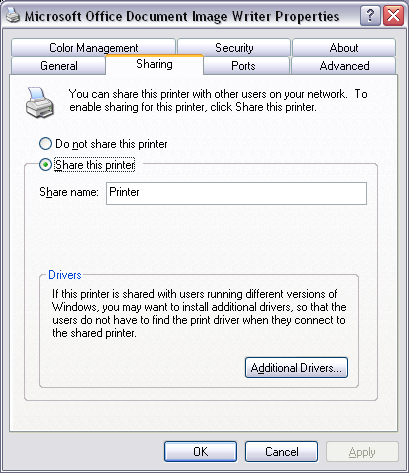 Microsoft Office Document Image Writer Properties
Color Management
Security
About
General
Sharing
Ports
Advanced
You can share this printer with other users on your network. To
enable sharing for this printer, click Share this printer.
Do not share this printer
Share this printer
Share name: Printer
Drivers
If this printer is shared with users running different versions of
Windows, you may want to install additional drivers, so that the
users do not have to find the print driver when they connect to
the shared printer.
Additional Drivers...
OK
Cancel
Apply